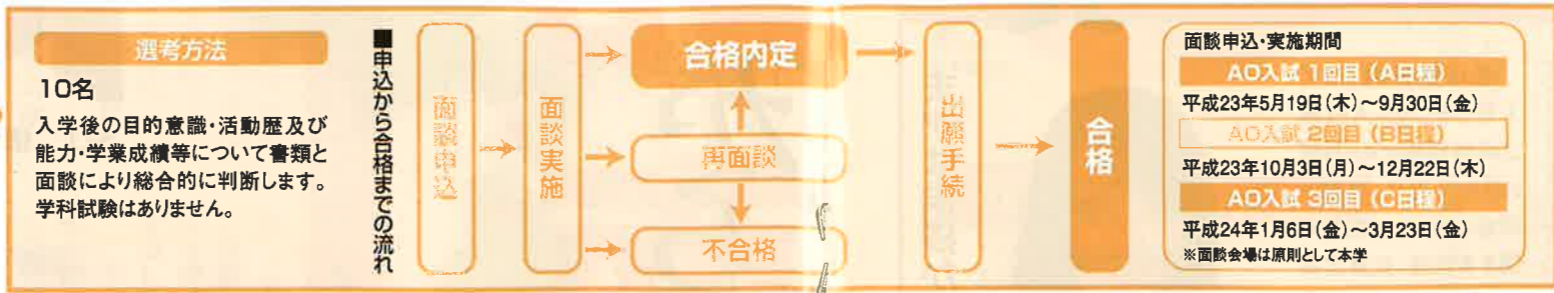 選考方法
10名
入学後の目的意識・活動歴及び
能力・学業成績等について書類と
面談により総合的に判断します。
学科試験はありません。
■申込から合格までの流れ
面談申込
面談実施
合格内定
再面談
不合格
出願手続
合格
面談申込・実施期間
AO入試 1回目（A日程）
平成23年5月19日（木）～9月30日（金）
AO入試 2回目（B日程）
平成23年10月3日（月）～12月22日（木）
AO入試 3回目（C日程）
平成24年1月6日（金）～3月23日（金）
※面談会場は原則として本学